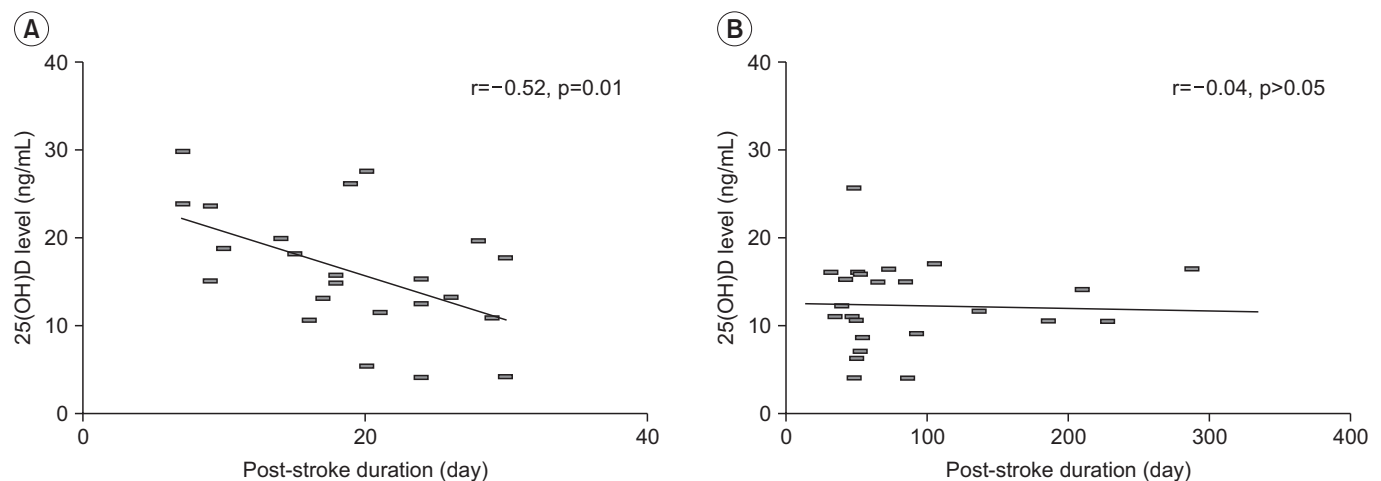 A
40
30
20
10
0
25(OH)D level (ng/mL)
r=−0.52, p=0.01
0
20
40
Post-stroke duration (day)
B
40
30
20
10
0
25(OH)D level (ng/mL)
r=−0.04, p>0.05
0
100
200
300
400
Post-stroke duration (day)